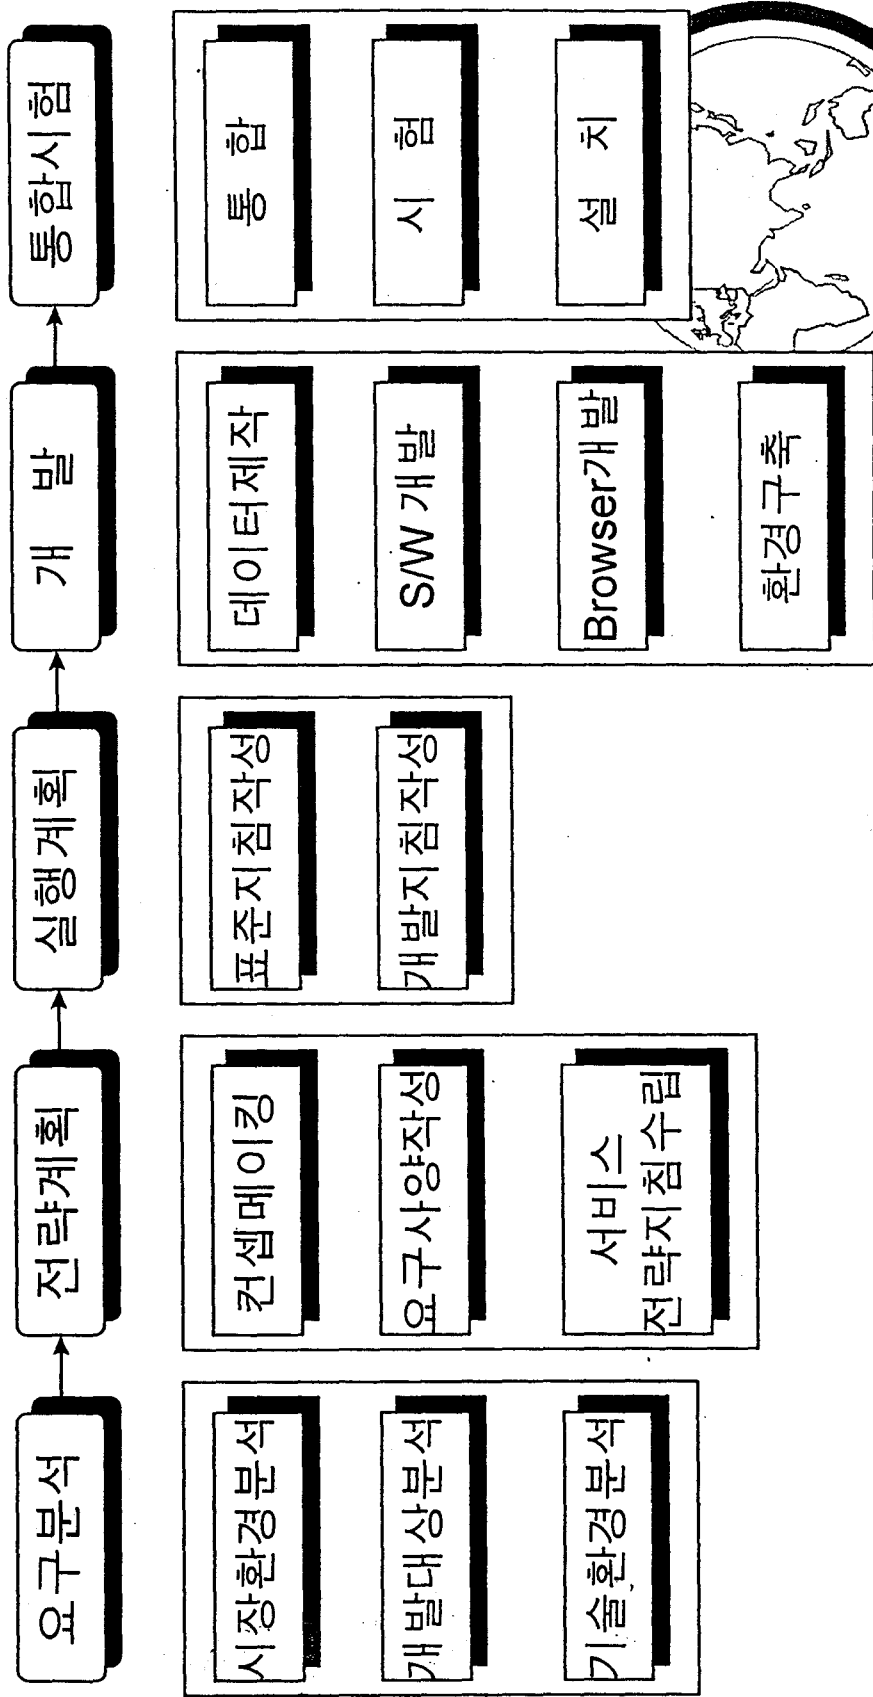 요구분석
전략계획
실행계획
개 발
통합시험
시장환경분석
개발대상분석
기술환경분석
컨셉메이킹
요구사양작성
서비스
전략지침수립
표준지침작성
개발지침작성
데이터제작
S/W 개발
Browser개발
환경구축
통 합
시 험
설 치